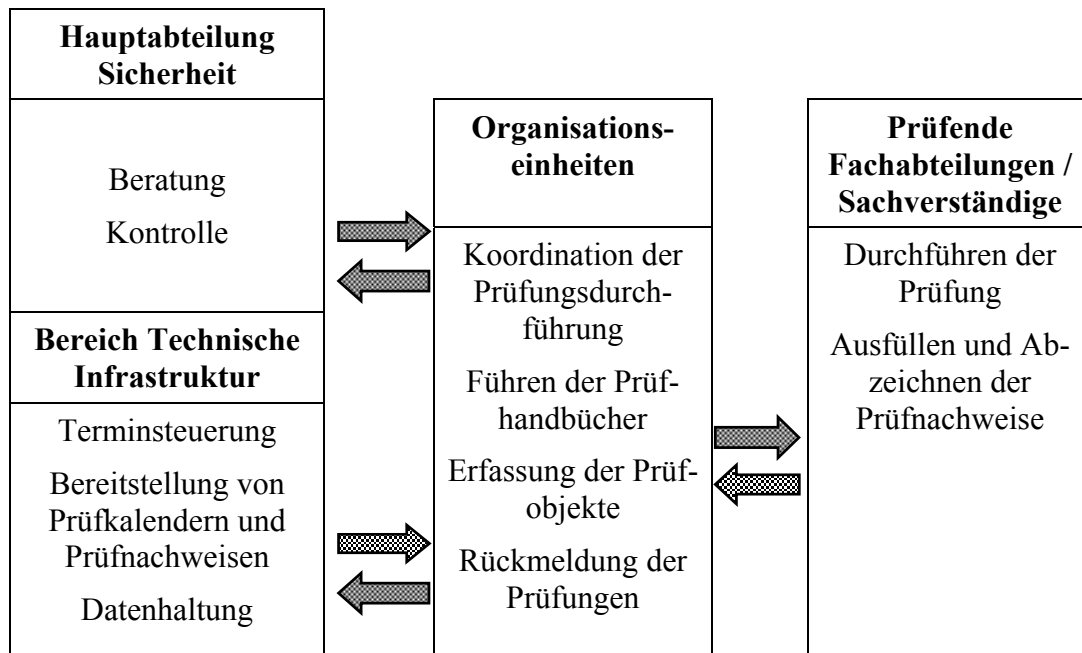 Hauptabteilung
Sicherheit
Beratung
Kontrolle
Bereich Technische
Infrastruktur
Terminsteuerung
Bereitstellung von
Prüfkalendern und
Prüfnachweisen
Datenhaltung
Organisations-
einheiten
Koordination der
Prüfungsdurch-
führung
Führen der Prüf-
handbücher
Erfassung der Prüf-
objekte
Rückmeldung der
Prüfungen
Prüfende
Fachabteilungen /
Sachverständige
Durchführen der
Prüfung
Ausfüllen und Ab-
zeichnen der
Prüfnachweise